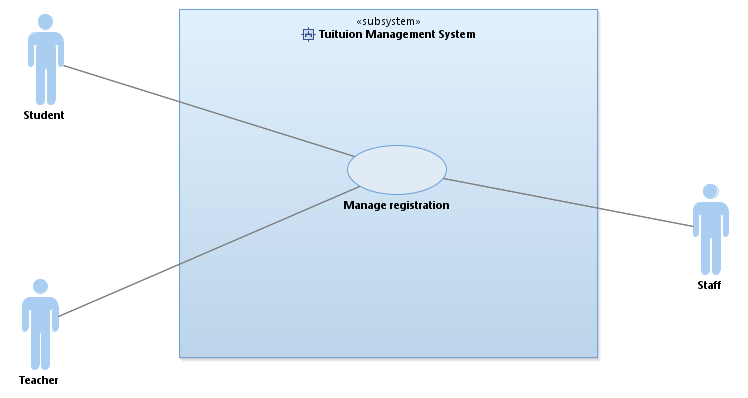 «subsystem»
Tuituion Management System
Student
Manage registration
Staff
Teacher